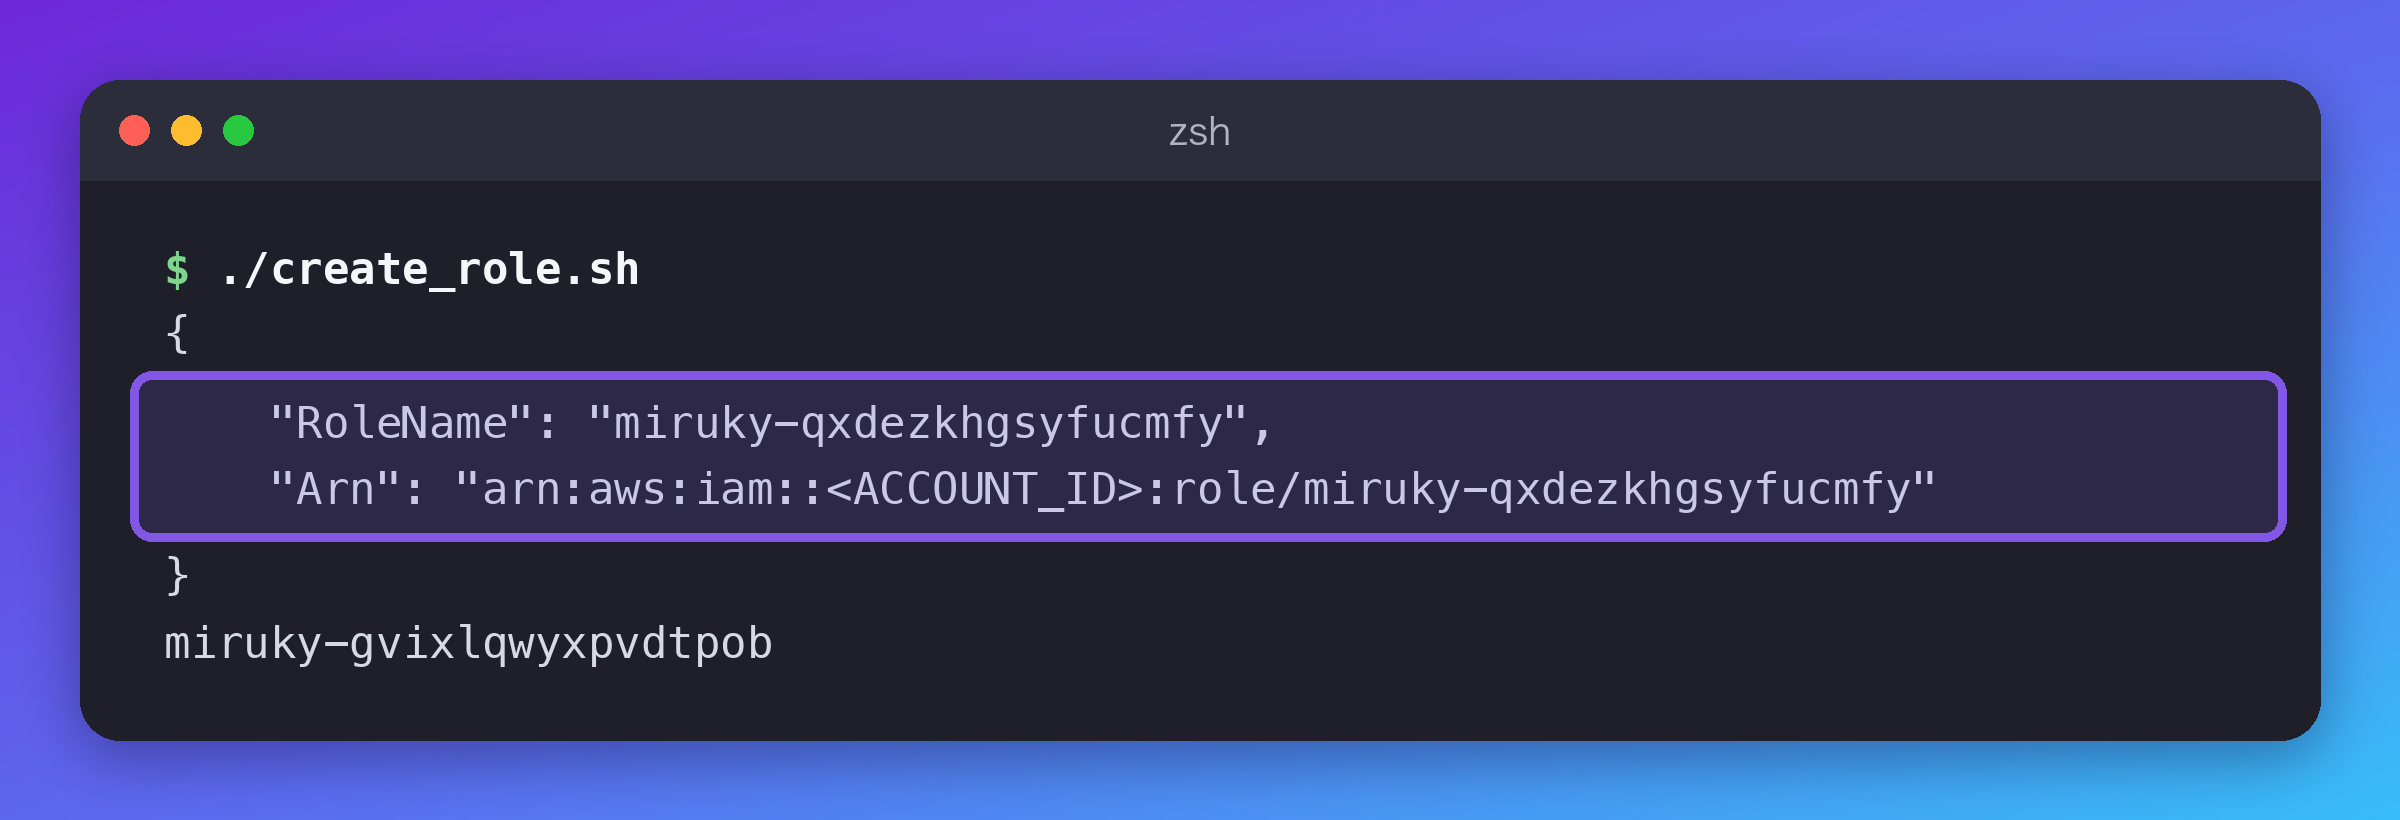 zsh
$ ./create_role.sh
{
    "RoleName": "miruky-qxdezkhgsyfucmfy",
    "Arn": "arn:aws:iam::<ACCOUNT_ID>:role/miruky-qxdezkhgsyfucmfy"
}
miruky-gvixlqwyxpvdtpob